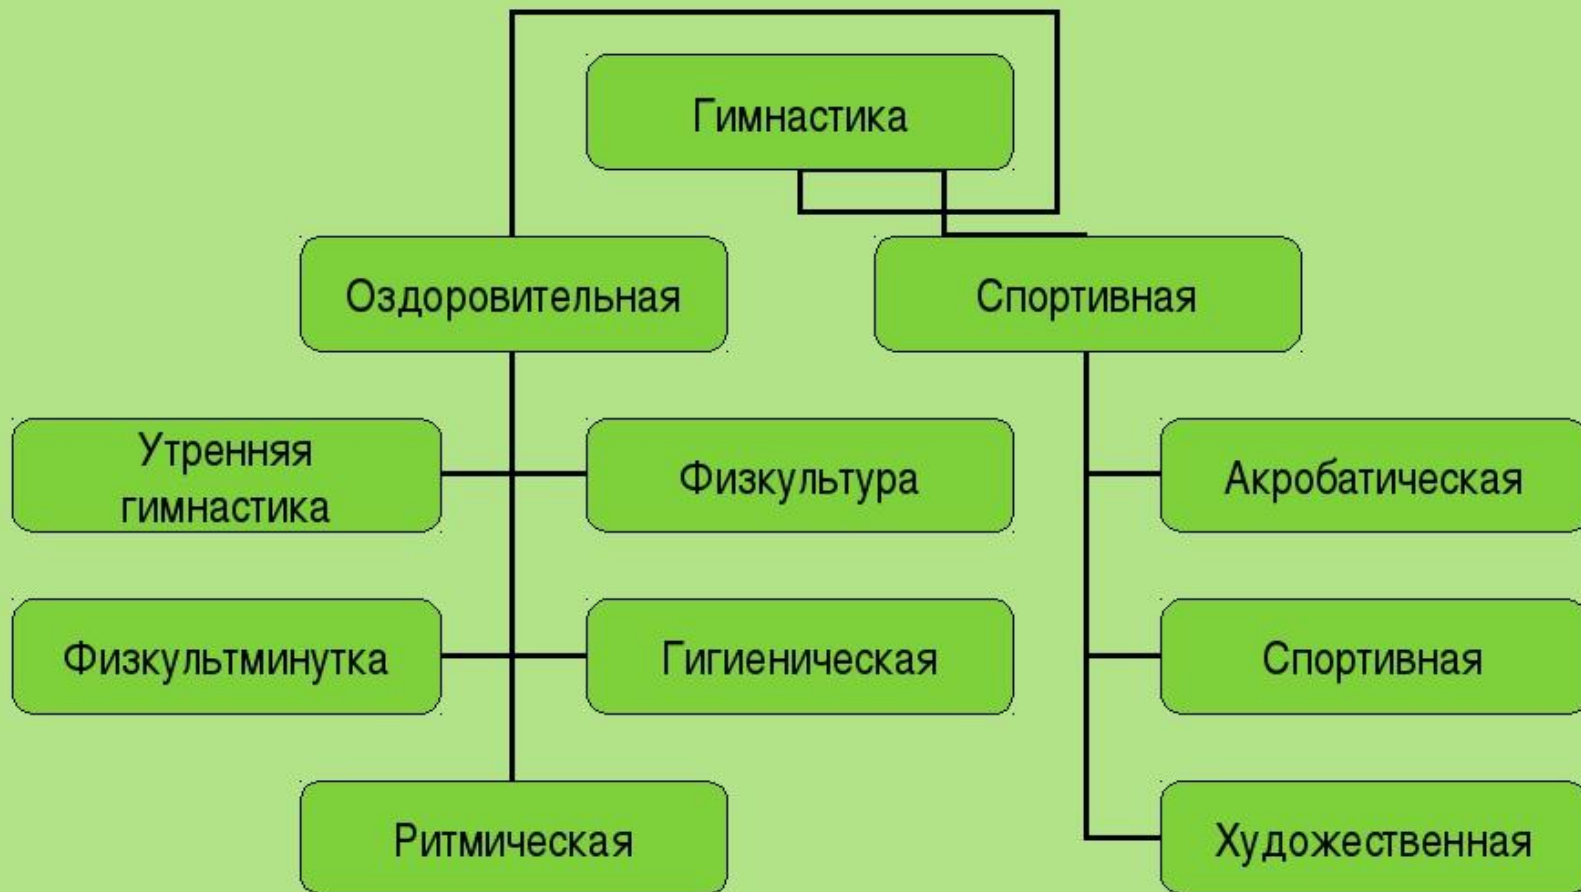 Гимнастика
Оздоровительная
Спортивная
Утренняя
гимнастика
Физкультура
Акробатическая
Физкультминутка
Гигиеническая
Спортивная
Ритмическая
Художественная